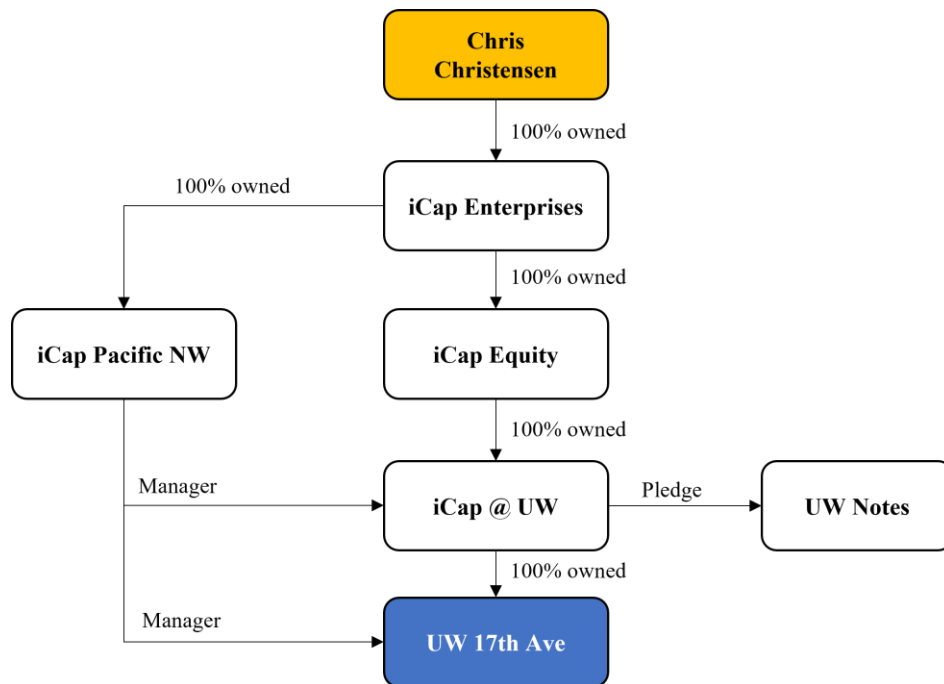 Chris
Christensen
100% owned
100% owned
iCap Enterprises
100% owned
iCap Pacific NW
iCap Equity
100% owned
Manager
iCap @ UW
Pledge
UW Notes
100% owned
Manager
UW 17th Ave